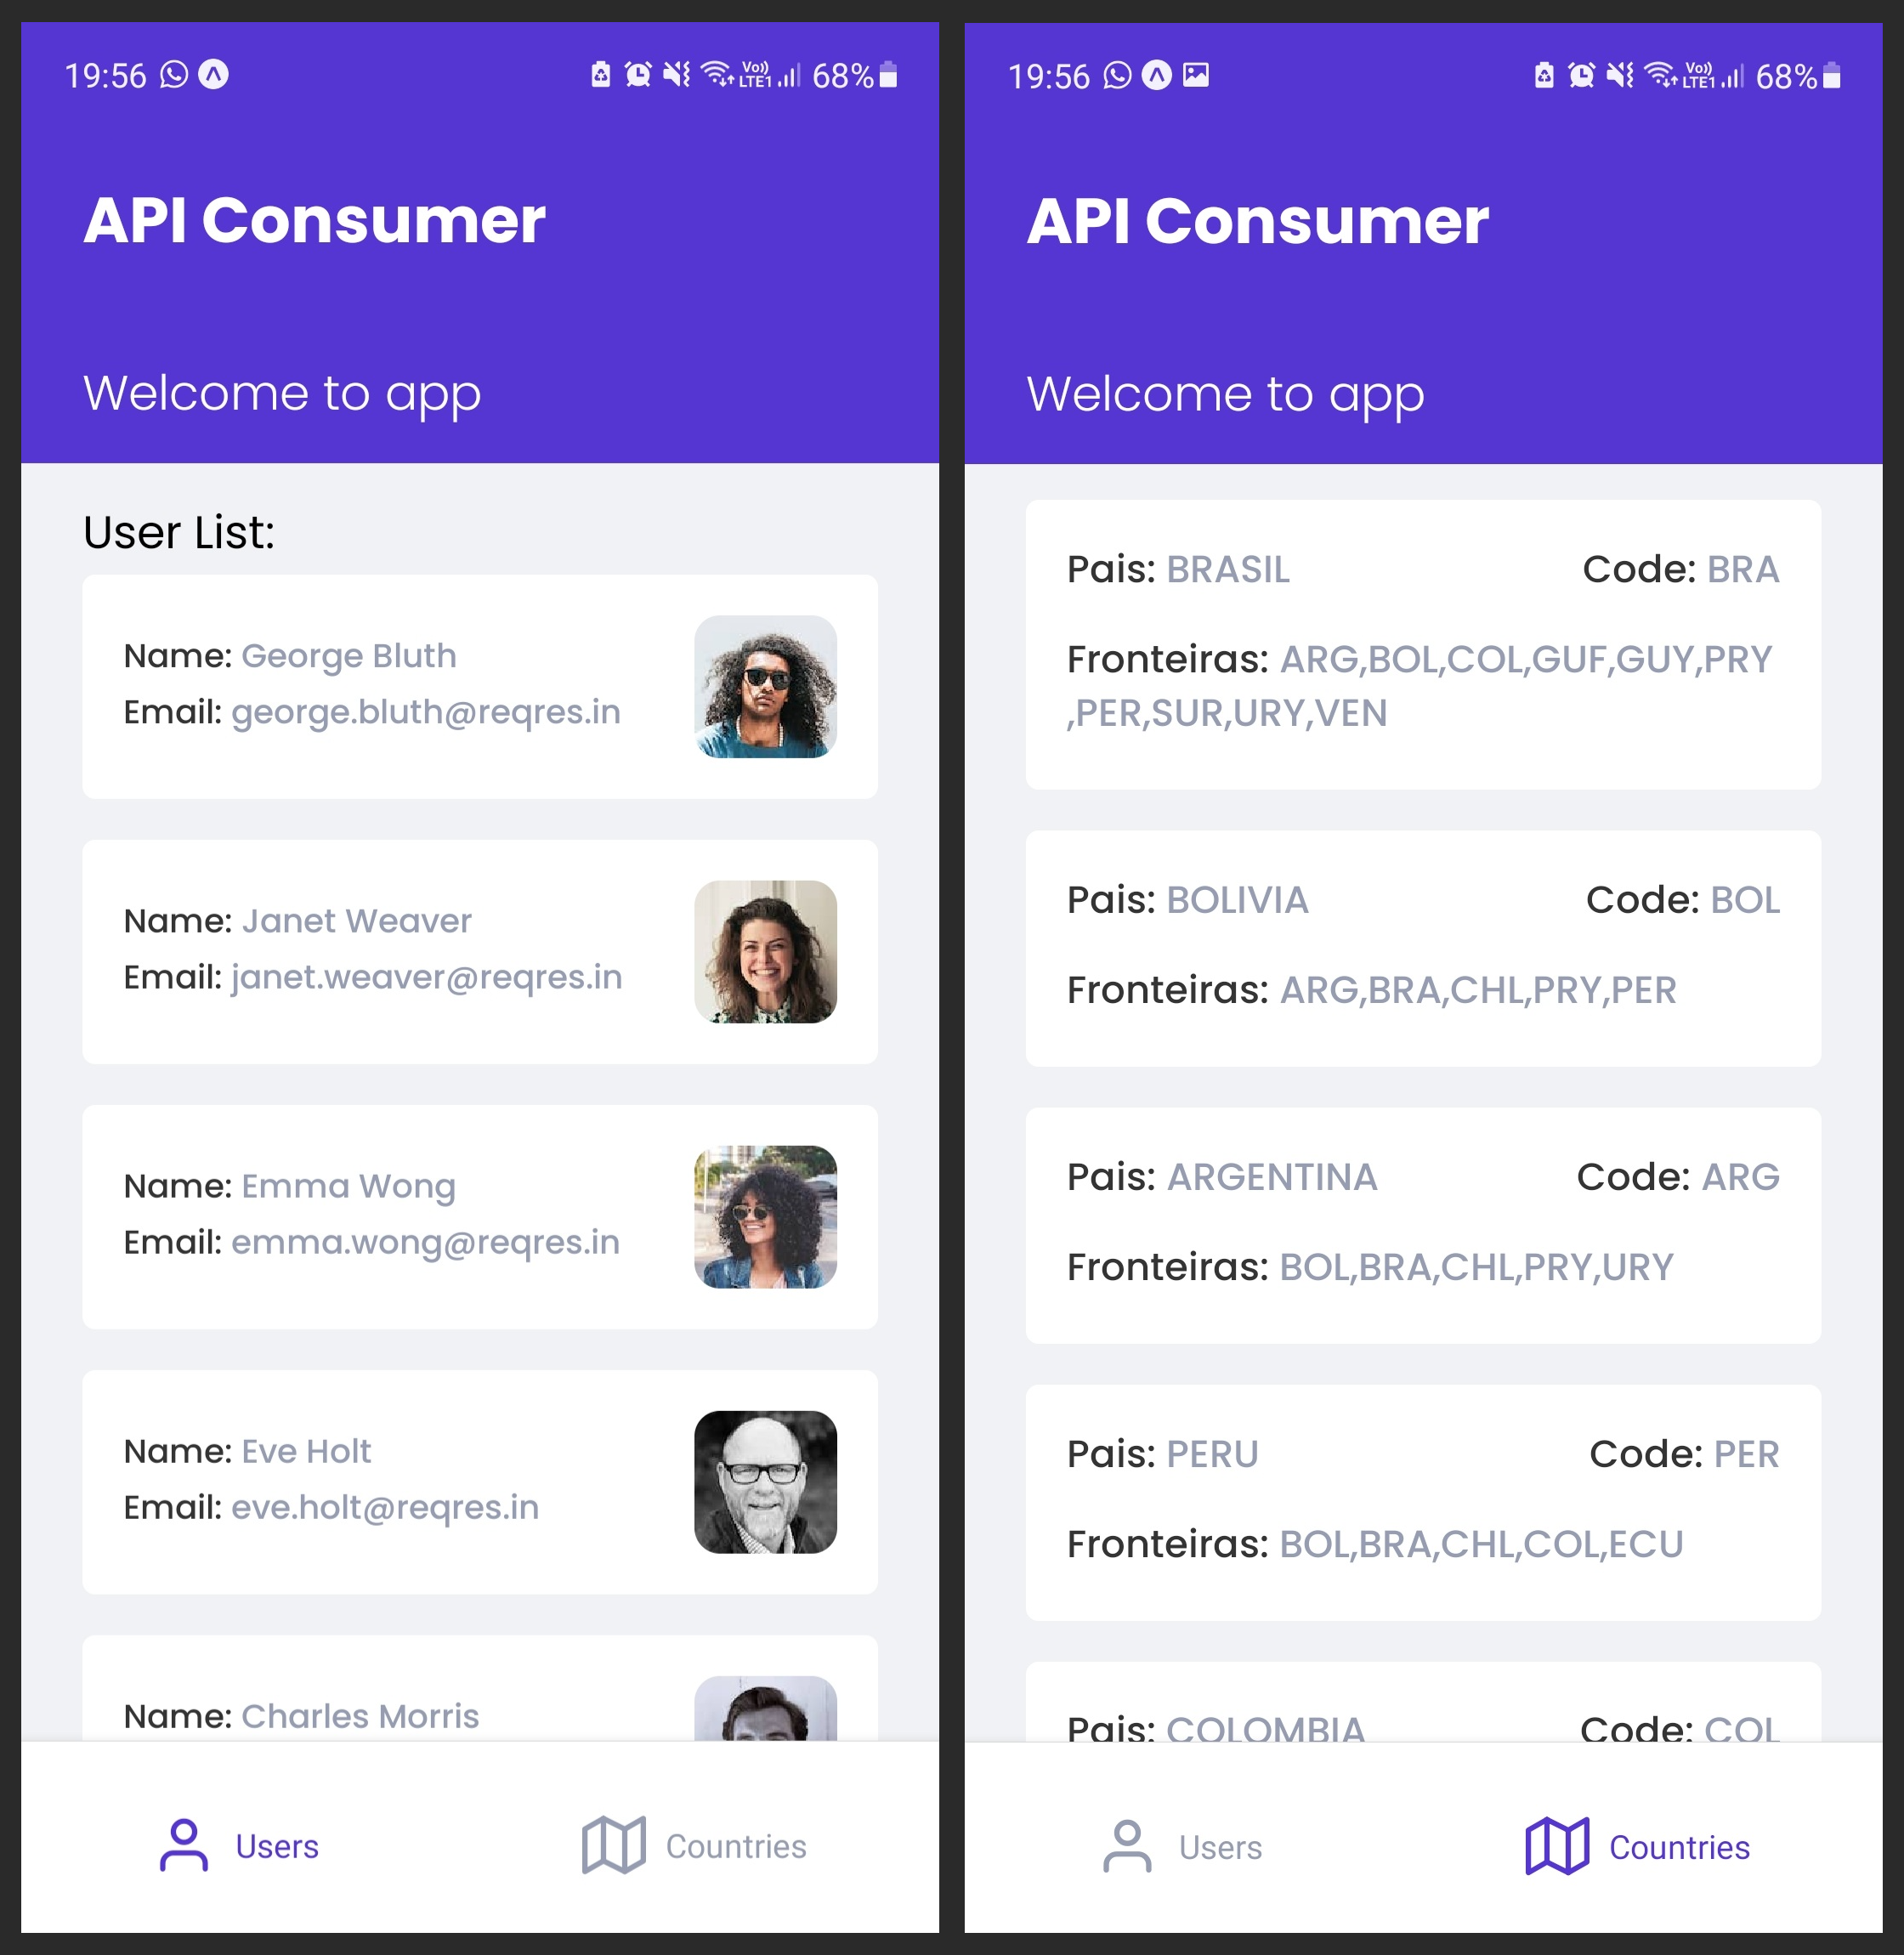 19:56
Vo))
LTE1
68%
API Consumer
Welcome to app
User List:
Name: George Bluth
Email: george.bluth@reqres.in
Name: Janet Weaver
Email: janet.weaver@reqres.in
Name: Emma Wong
Email: emma.wong@reqres.in
Name: Eve Holt
Email: eve.holt@reqres.in
Name: Charles Morris
Users
Countries
19:56
Vo))
LTE1
68%
API Consumer
Welcome to app
Pais: BRASIL
Code: BRA
Fronteiras: ARG,BOL,COL,GUF,GUY,PRY
,PER,SUR,URY,VEN
Pais: BOLIVIA
Code: BOL
Fronteiras: ARG,BRA,CHL,PRY,PER
Pais: ARGENTINA
Code: ARG
Fronteiras: BOL,BRA,CHL,PRY,URY
Pais: PERU
Code: PER
Fronteiras: BOL,BRA,CHL,COL,ECU
Pais: COLOMBIA
Code: COL
Users
Countries